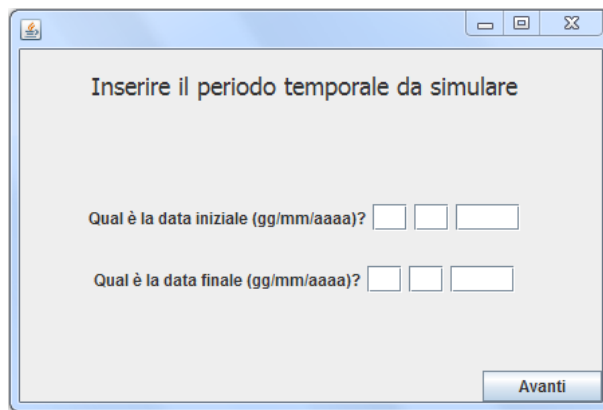 Inserire il periodo temporale da simulare
Qual è la data iniziale (gg/mm/aaaa)?
Qual è la data finale (gg/mm/aaaa)?
Avanti